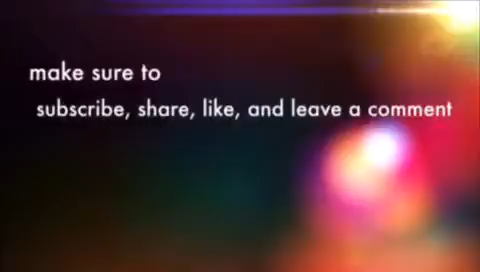 make sure to
subscribe, share, like, and leave a comment